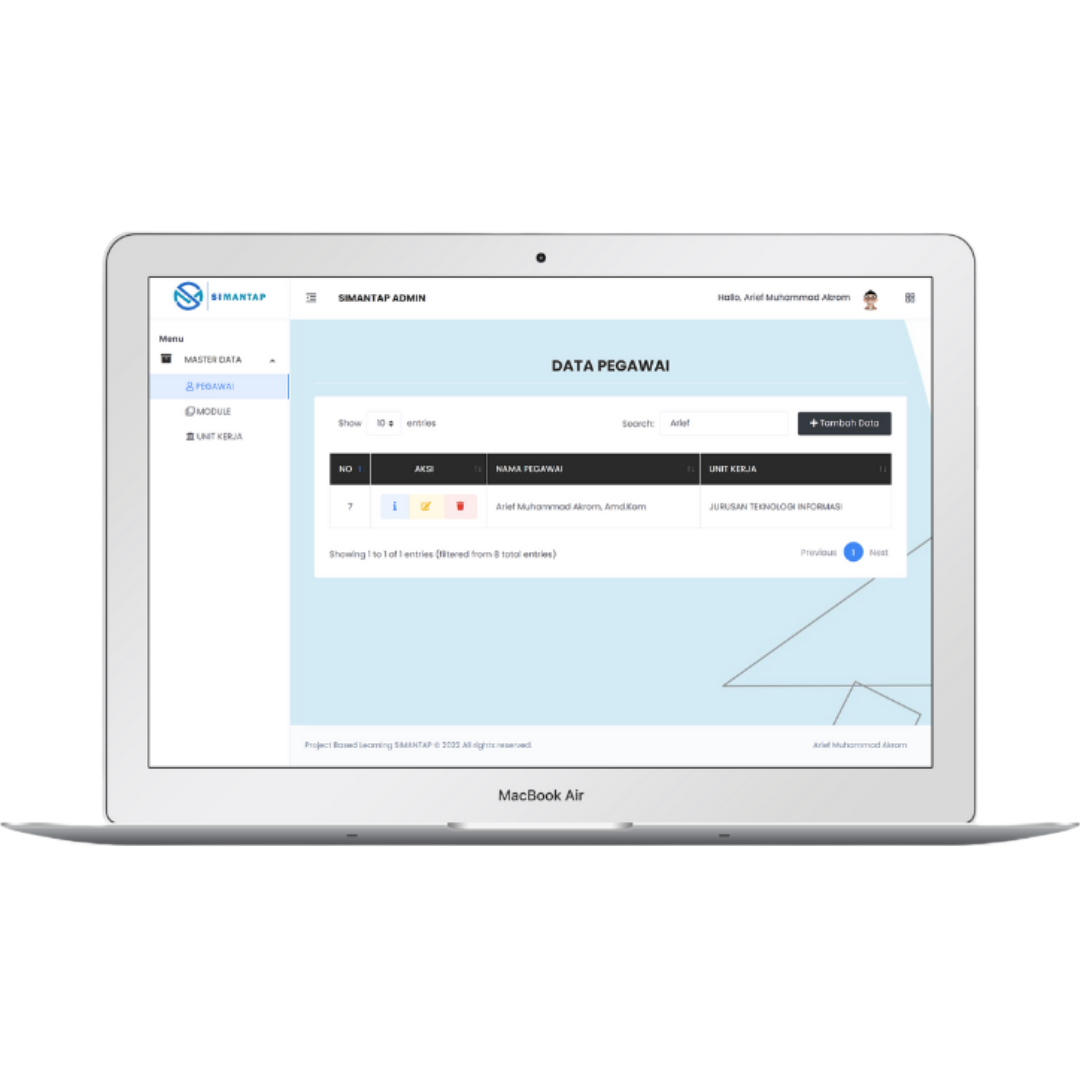 SIMANTAP
SIMANTAP ADMIN
Hallo, Arief Muhammad Akrom
Menu
MASTER DATA
PEGAWAI
MODULE
UNIT KERJA
DATA PEGAWAI
Show 10 entries
Search: Arief
+ Tambah Data
NO AKSI NAMA PEGAWAI UNIT KERJA
7 i Arief Muhammad Akrom, Amd.Kom JURUSAN TEKNOLOGI INFORMASI
Showing 1 to 1 of 1 entries (filtered from 8 total entries)
Previous 1 Next
Project Based Learning SIMANTAP © 2022 All rights reserved.
Arief Muhammad Akrom
MacBook Air